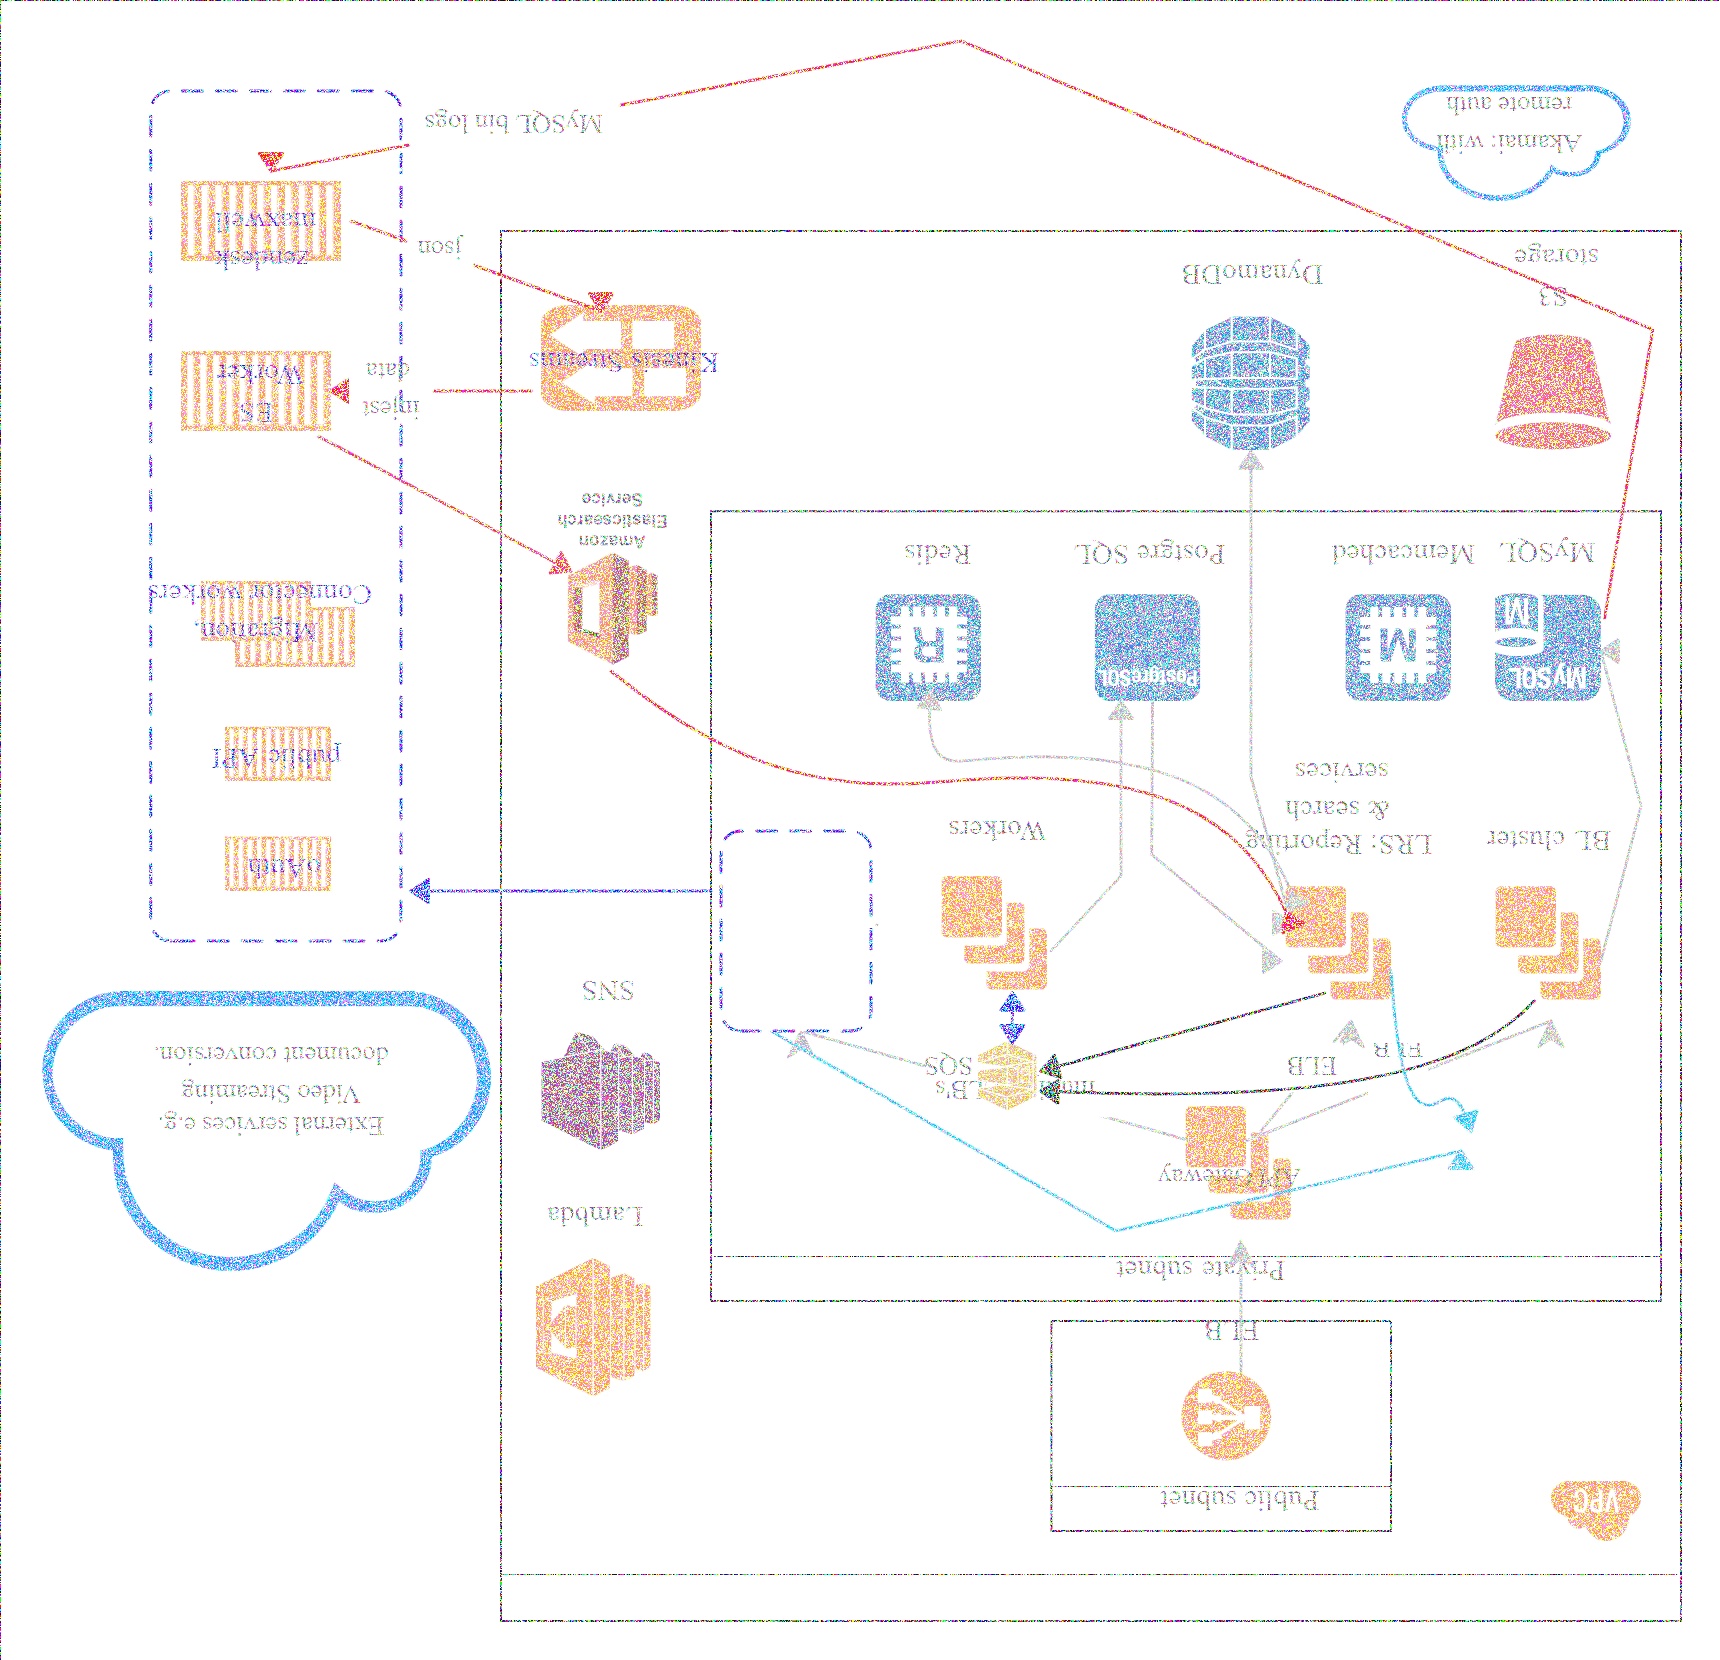 VPC
Public subnet
ELB
Private subnet
API Gateway
ELB
ELB
ELB's
SQS
BL cluster
LRS: Reporting
& search
services
Workers
MySQL
Memcached
Postgre SQL
Redis
MySQL
M
M
PostgreSQL
R
S3
storage
DynamoDB
Akamai: with
remote auth
Lambda
SNS
Amazon
Elasticsearch
Service
Kinesis Streams
External services e.g.
Video Streaming
document conversion.
oAuth
public API
Migration,
Connector workers
ES
Worker
injest
data
json
zendesk
maxwell
MySQL bin logs